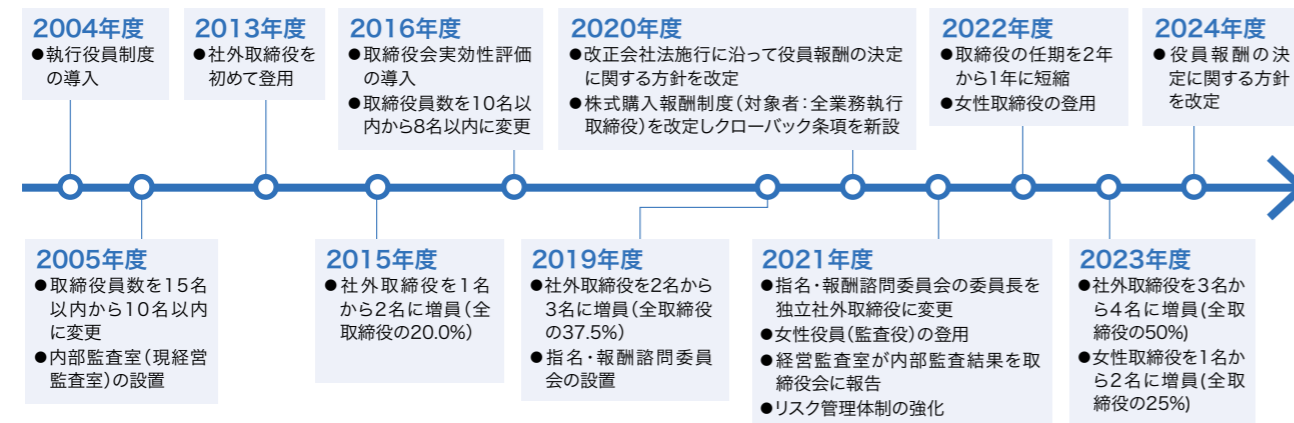 2004年度
●執行役員制度
の導入
2013年度
●社外取締役を
初めて登用
2016年度
●取締役会実効性評価
の導入
●取締役員数を10名以
内から8名以内に変更
2020年度
●改正会社法施行に沿って役員報酬の決定
に関する方針を改定
●株式購入報酬制度(対象者:全業務執行
取締役)を改定しクローバック条項を新設
2022年度
●取締役の任期を2年
から1年に短縮
●女性取締役の登用
2024年度
●役員報酬の決
定に関する方針
を改定
2005年度
●取締役員数を15名
以内から10名以内
に変更
●内部監査室(現経営
監査室)の設置
2015年度
●社外取締役を1名
から2名に増員(全
取締役の20.0%)
2019年度
●社外取締役を2名から
3名に増員(全取締役
の37.5%)
●指名・報酬諮問委員
会の設置
2021年度
●指名・報酬諮問委員会の委員長を
独立社外取締役に変更
●女性役員(監査役)の登用
●経営監査室が内部監査結果を取
締役会に報告
●リスク管理体制の強化
2023年度
●社外取締役を3名か
ら4名に増員(全取
締役の50%)
●女性取締役を1名か
ら2名に増員(全取
締役の25%)